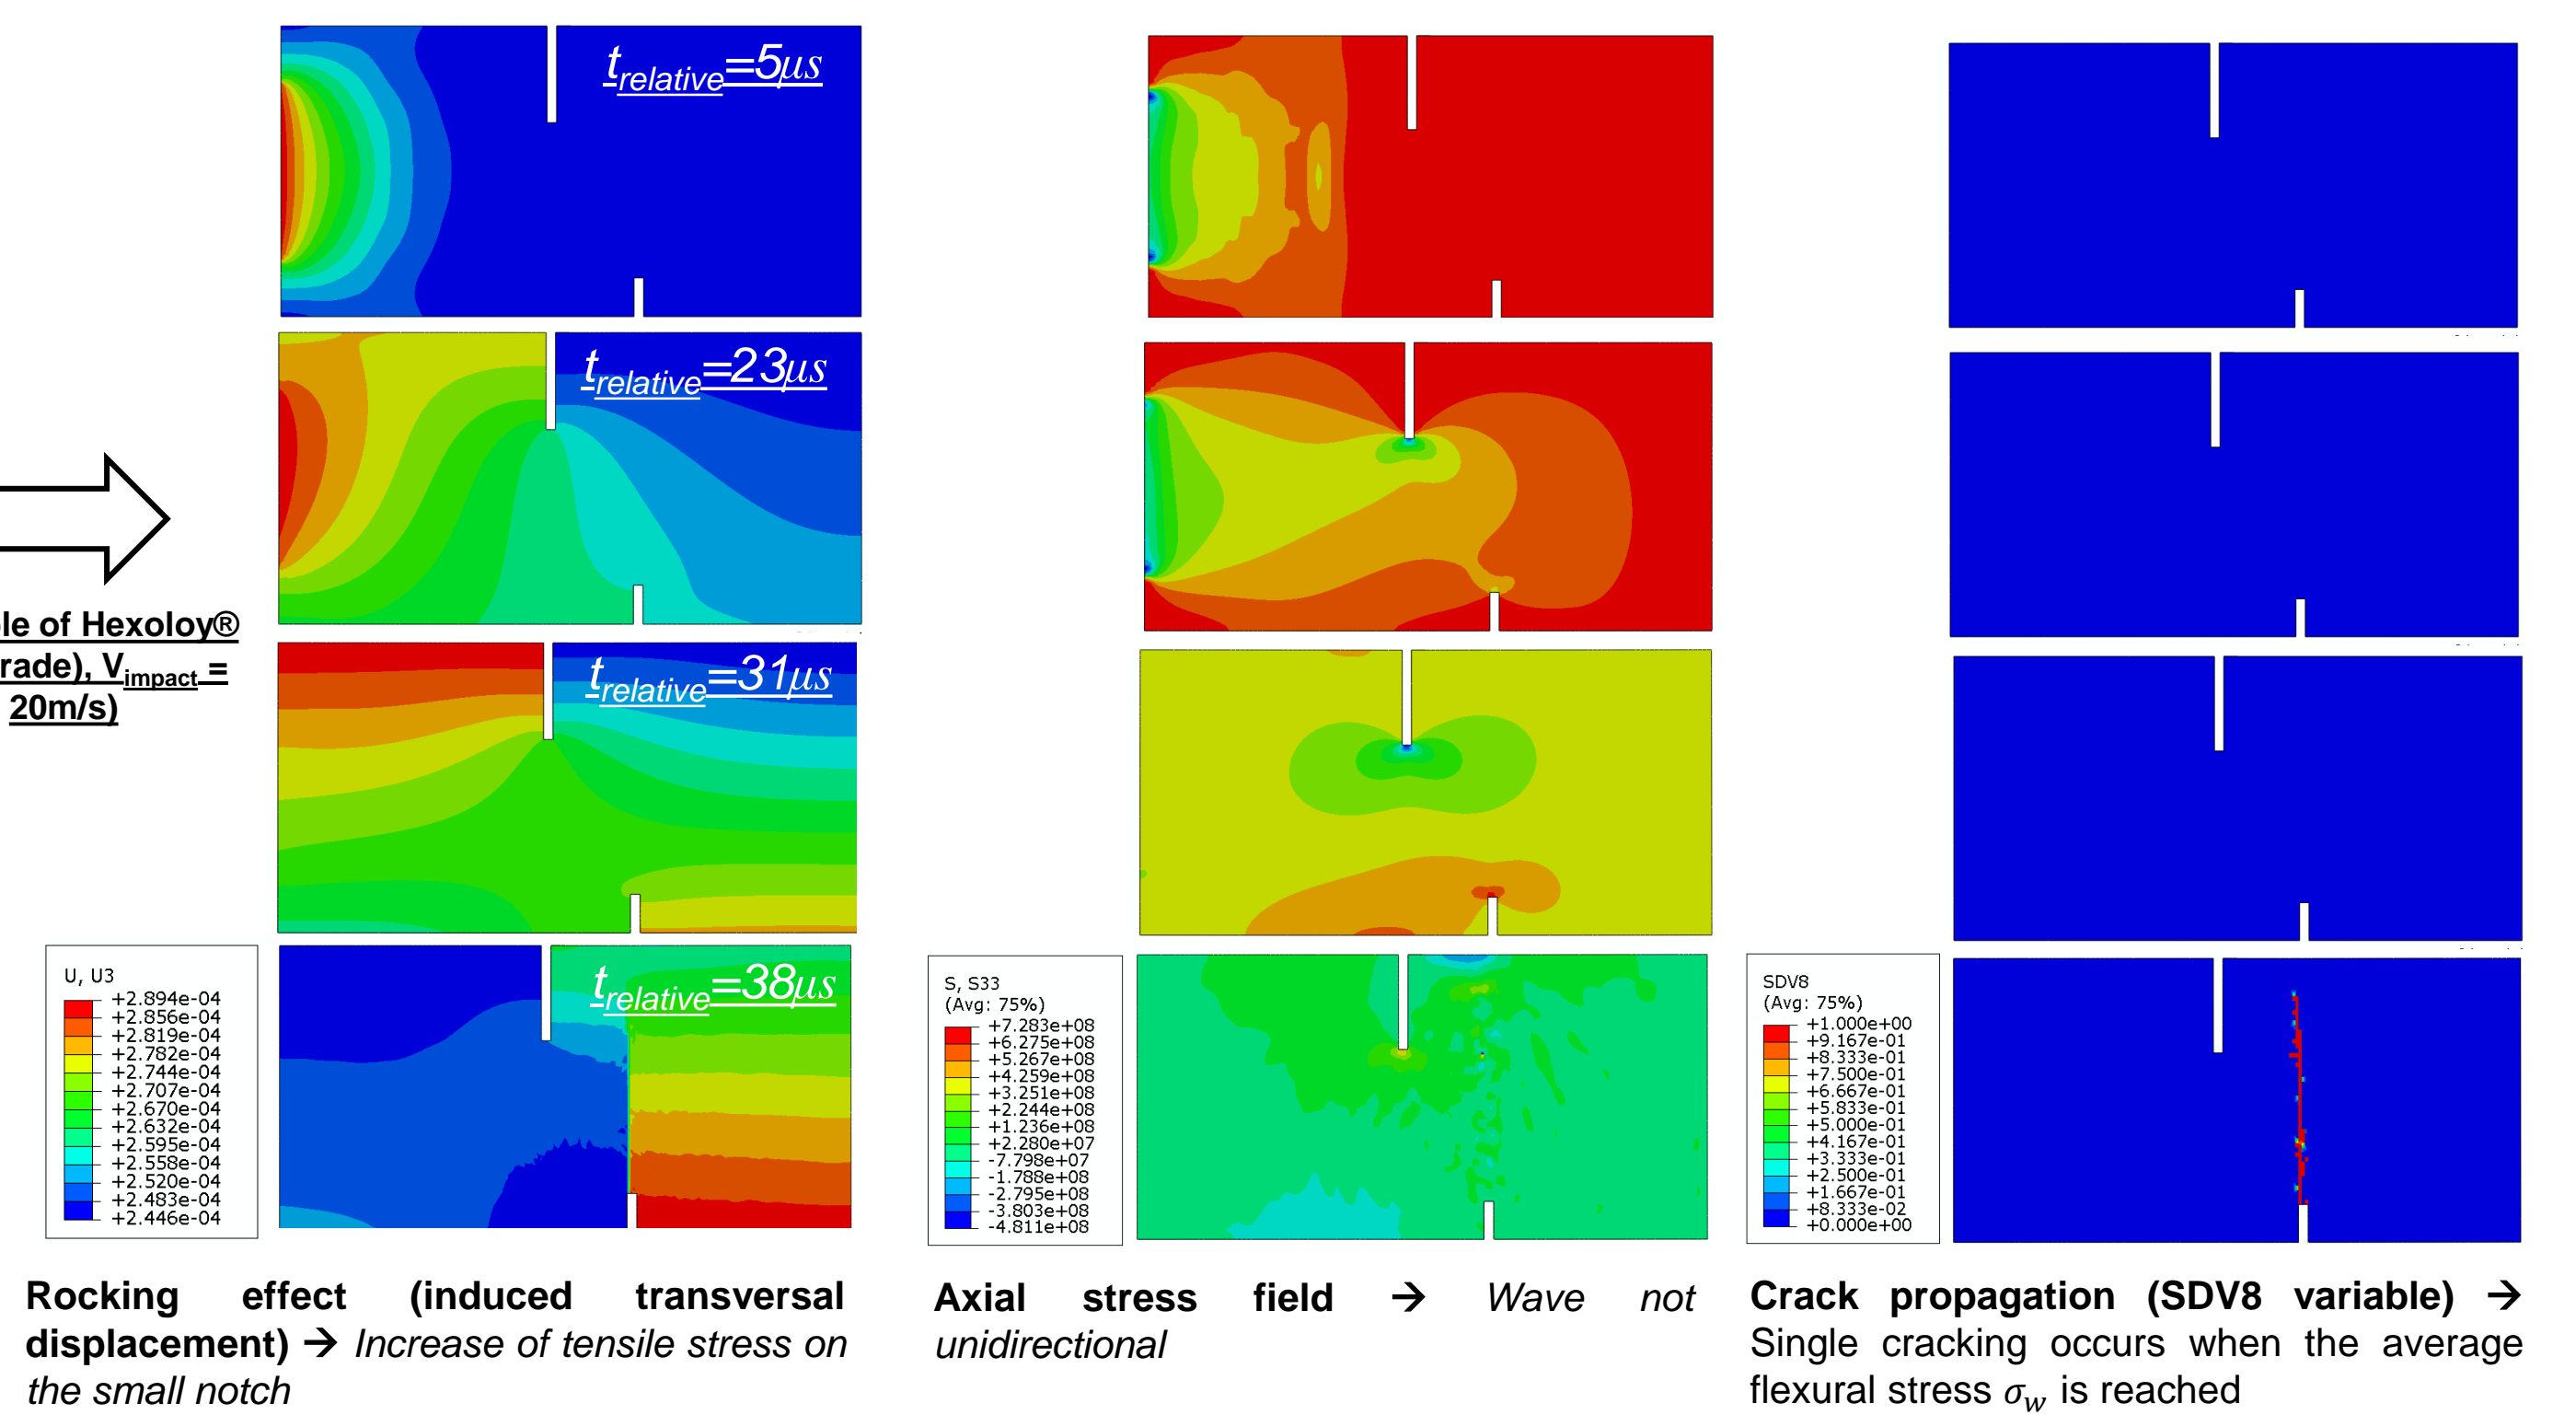 t_relative=5μs
t_relative=23μs
t_relative=31μs
t_relative=38μs
le of Hexoloy®
rade), V_impact =
20m/s)
U, U3
+2.894e-04
+2.856e-04
+2.819e-04
+2.782e-04
+2.744e-04
+2.707e-04
+2.670e-04
+2.632e-04
+2.595e-04
+2.558e-04
+2.520e-04
+2.483e-04
+2.446e-04
Rocking effect (induced transversal
displacement) → Increase of tensile stress on
the small notch
S, S33
(Avg: 75%)
+7.283e+08
+6.275e+08
+5.267e+08
+4.259e+08
+3.251e+08
+2.244e+08
+1.236e+08
+2.280e+07
-7.798e+07
-1.788e+08
-2.795e+08
-3.803e+08
-4.811e+08
Axial stress field → Wave not
unidirectional
SDV8
(Avg: 75%)
+1.000e+00
+9.167e-01
+8.333e-01
+7.500e-01
+6.667e-01
+5.833e-01
+5.000e-01
+4.167e-01
+3.333e-01
+2.500e-01
+1.667e-01
+8.333e-02
+0.000e+00
Crack propagation (SDV8 variable) →
Single cracking occurs when the average
flexural stress σ_w is reached